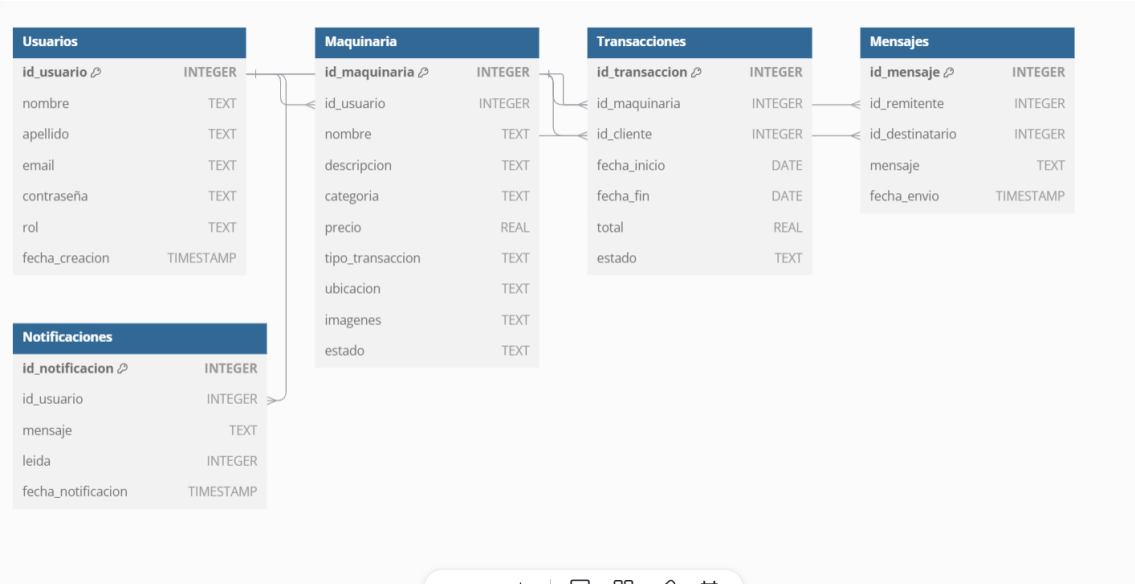 Usuarios
id_usuario INTEGER
nombre TEXT
apellido TEXT
email TEXT
contraseña TEXT
rol TEXT
fecha_creacion TIMESTAMP
Maquinaria
id_maquinaria INTEGER
id_usuario INTEGER
nombre TEXT
descripcion TEXT
categoria TEXT
precio REAL
tipo_transaccion TEXT
ubicacion TEXT
imagenes TEXT
estado TEXT
Transacciones
id_transaccion INTEGER
id_maquinaria INTEGER
id_cliente INTEGER
fecha_inicio DATE
fecha_fin DATE
total REAL
estado TEXT
Mensajes
id_mensaje INTEGER
id_remitente INTEGER
id_destinatario INTEGER
mensaje TEXT
fecha_envio TIMESTAMP
Notificaciones
id_notificacion INTEGER
id_usuario INTEGER
mensaje TEXT
leida INTEGER
fecha_notificacion TIMESTAMP